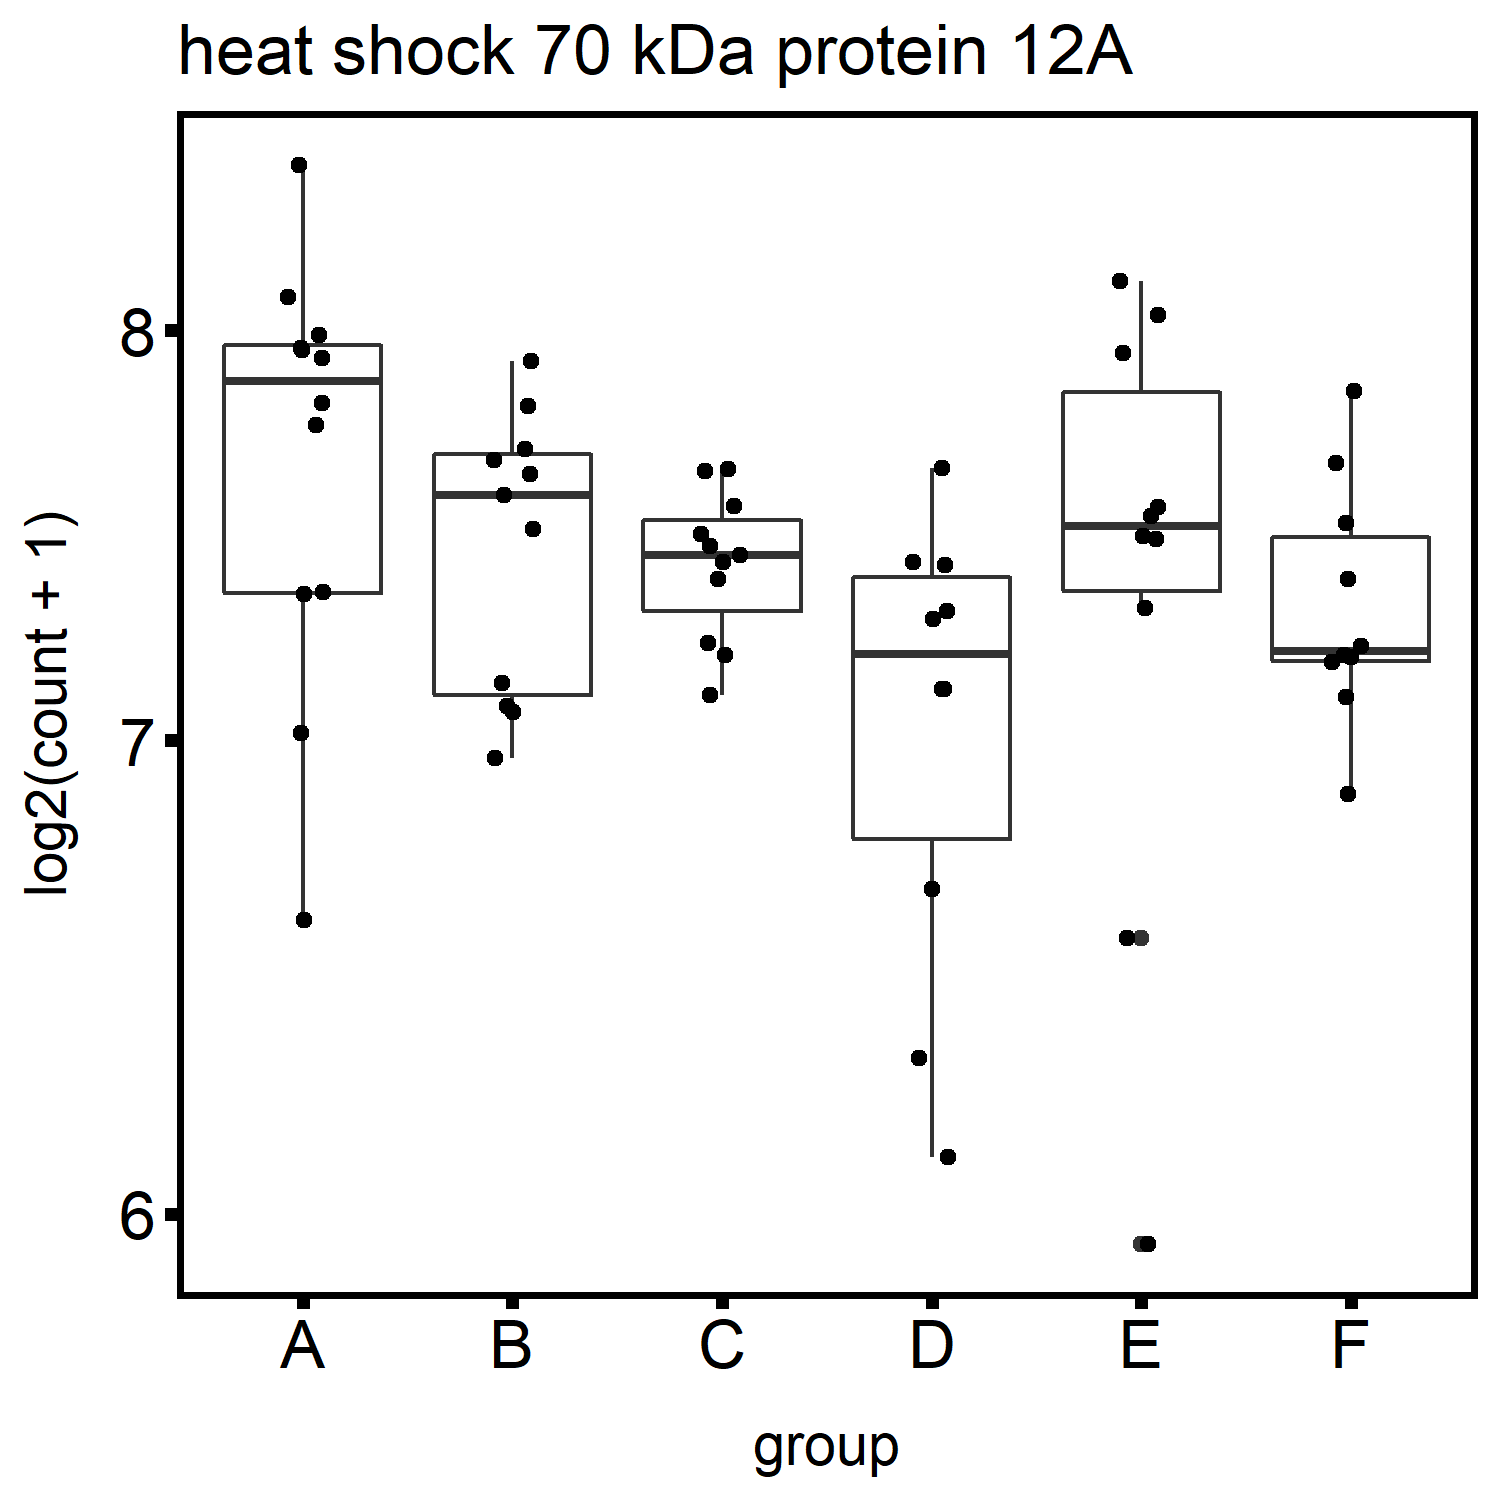 heat shock 70 kDa protein 12A
log2(count + 1)
8
7
6
A B C D E F
group